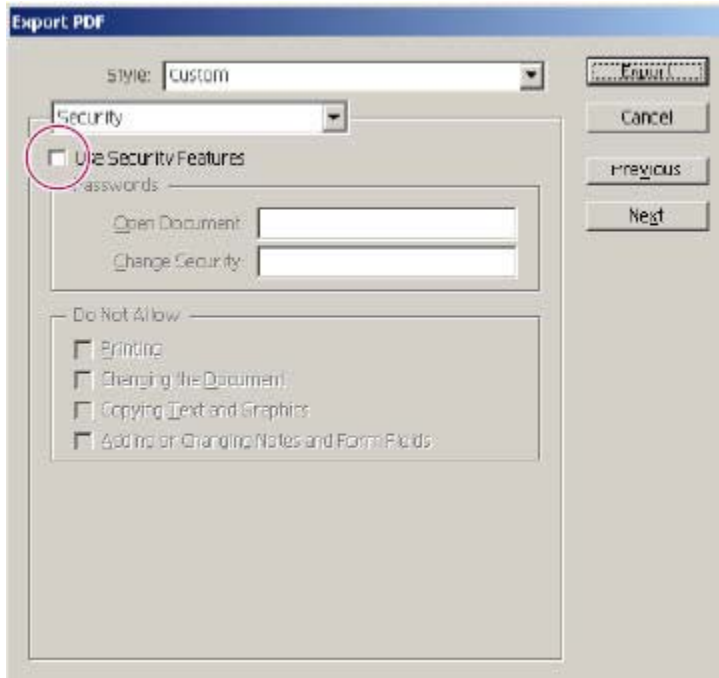 Export PDF
Style: Custom
Export
Security
Cancel
Use Security Features
Previous
Passwords
Next
Open Document
Change Security
Do Not Allow
Printing
Changing the Document
Copying Text and Graphics
Adding or Changing Notes and Form Fields